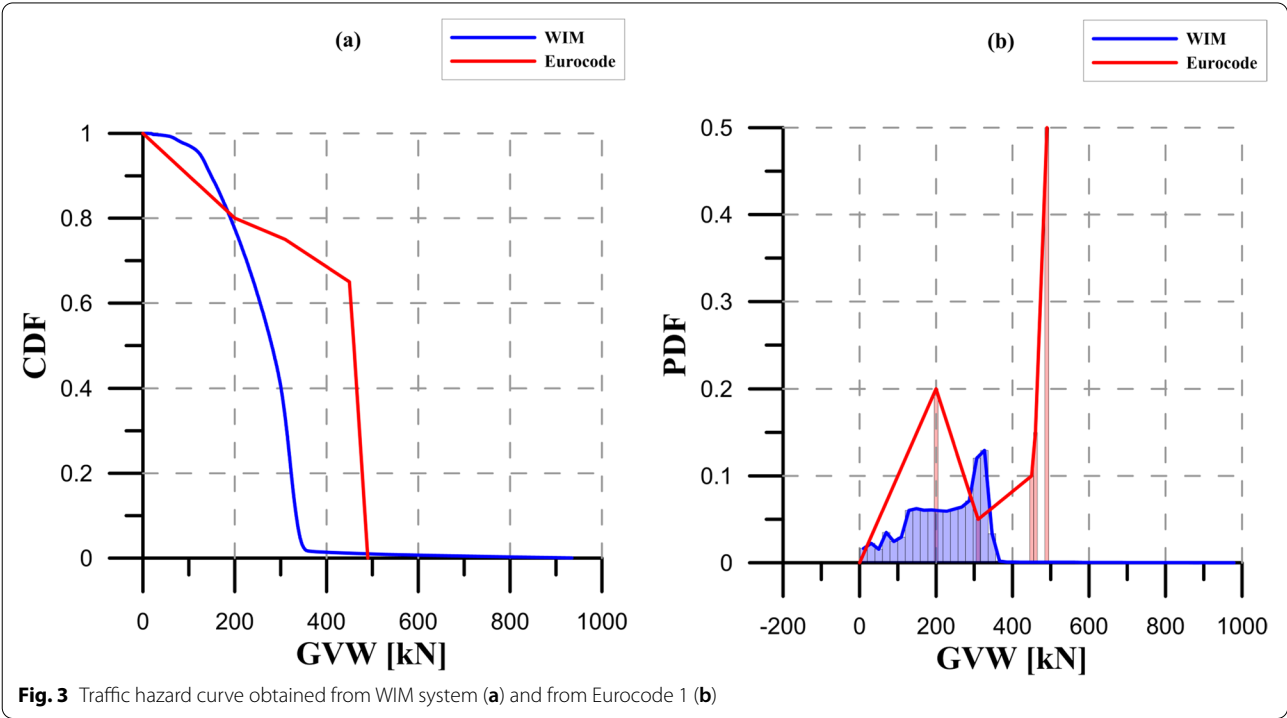 (a)
WIM
Eurocode
1
0.8
0.6
0.4
0.2
0
CDF
0 200 400 600 800 1000
GVW [kN]
(b)
WIM
Eurocode
0.5
0.4
0.3
0.2
0.1
0
PDF
-200 0 200 400 600 800 1000
GVW [kN]
Fig. 3 Traffic hazard curve obtained from WIM system (a) and from Eurocode 1 (b)